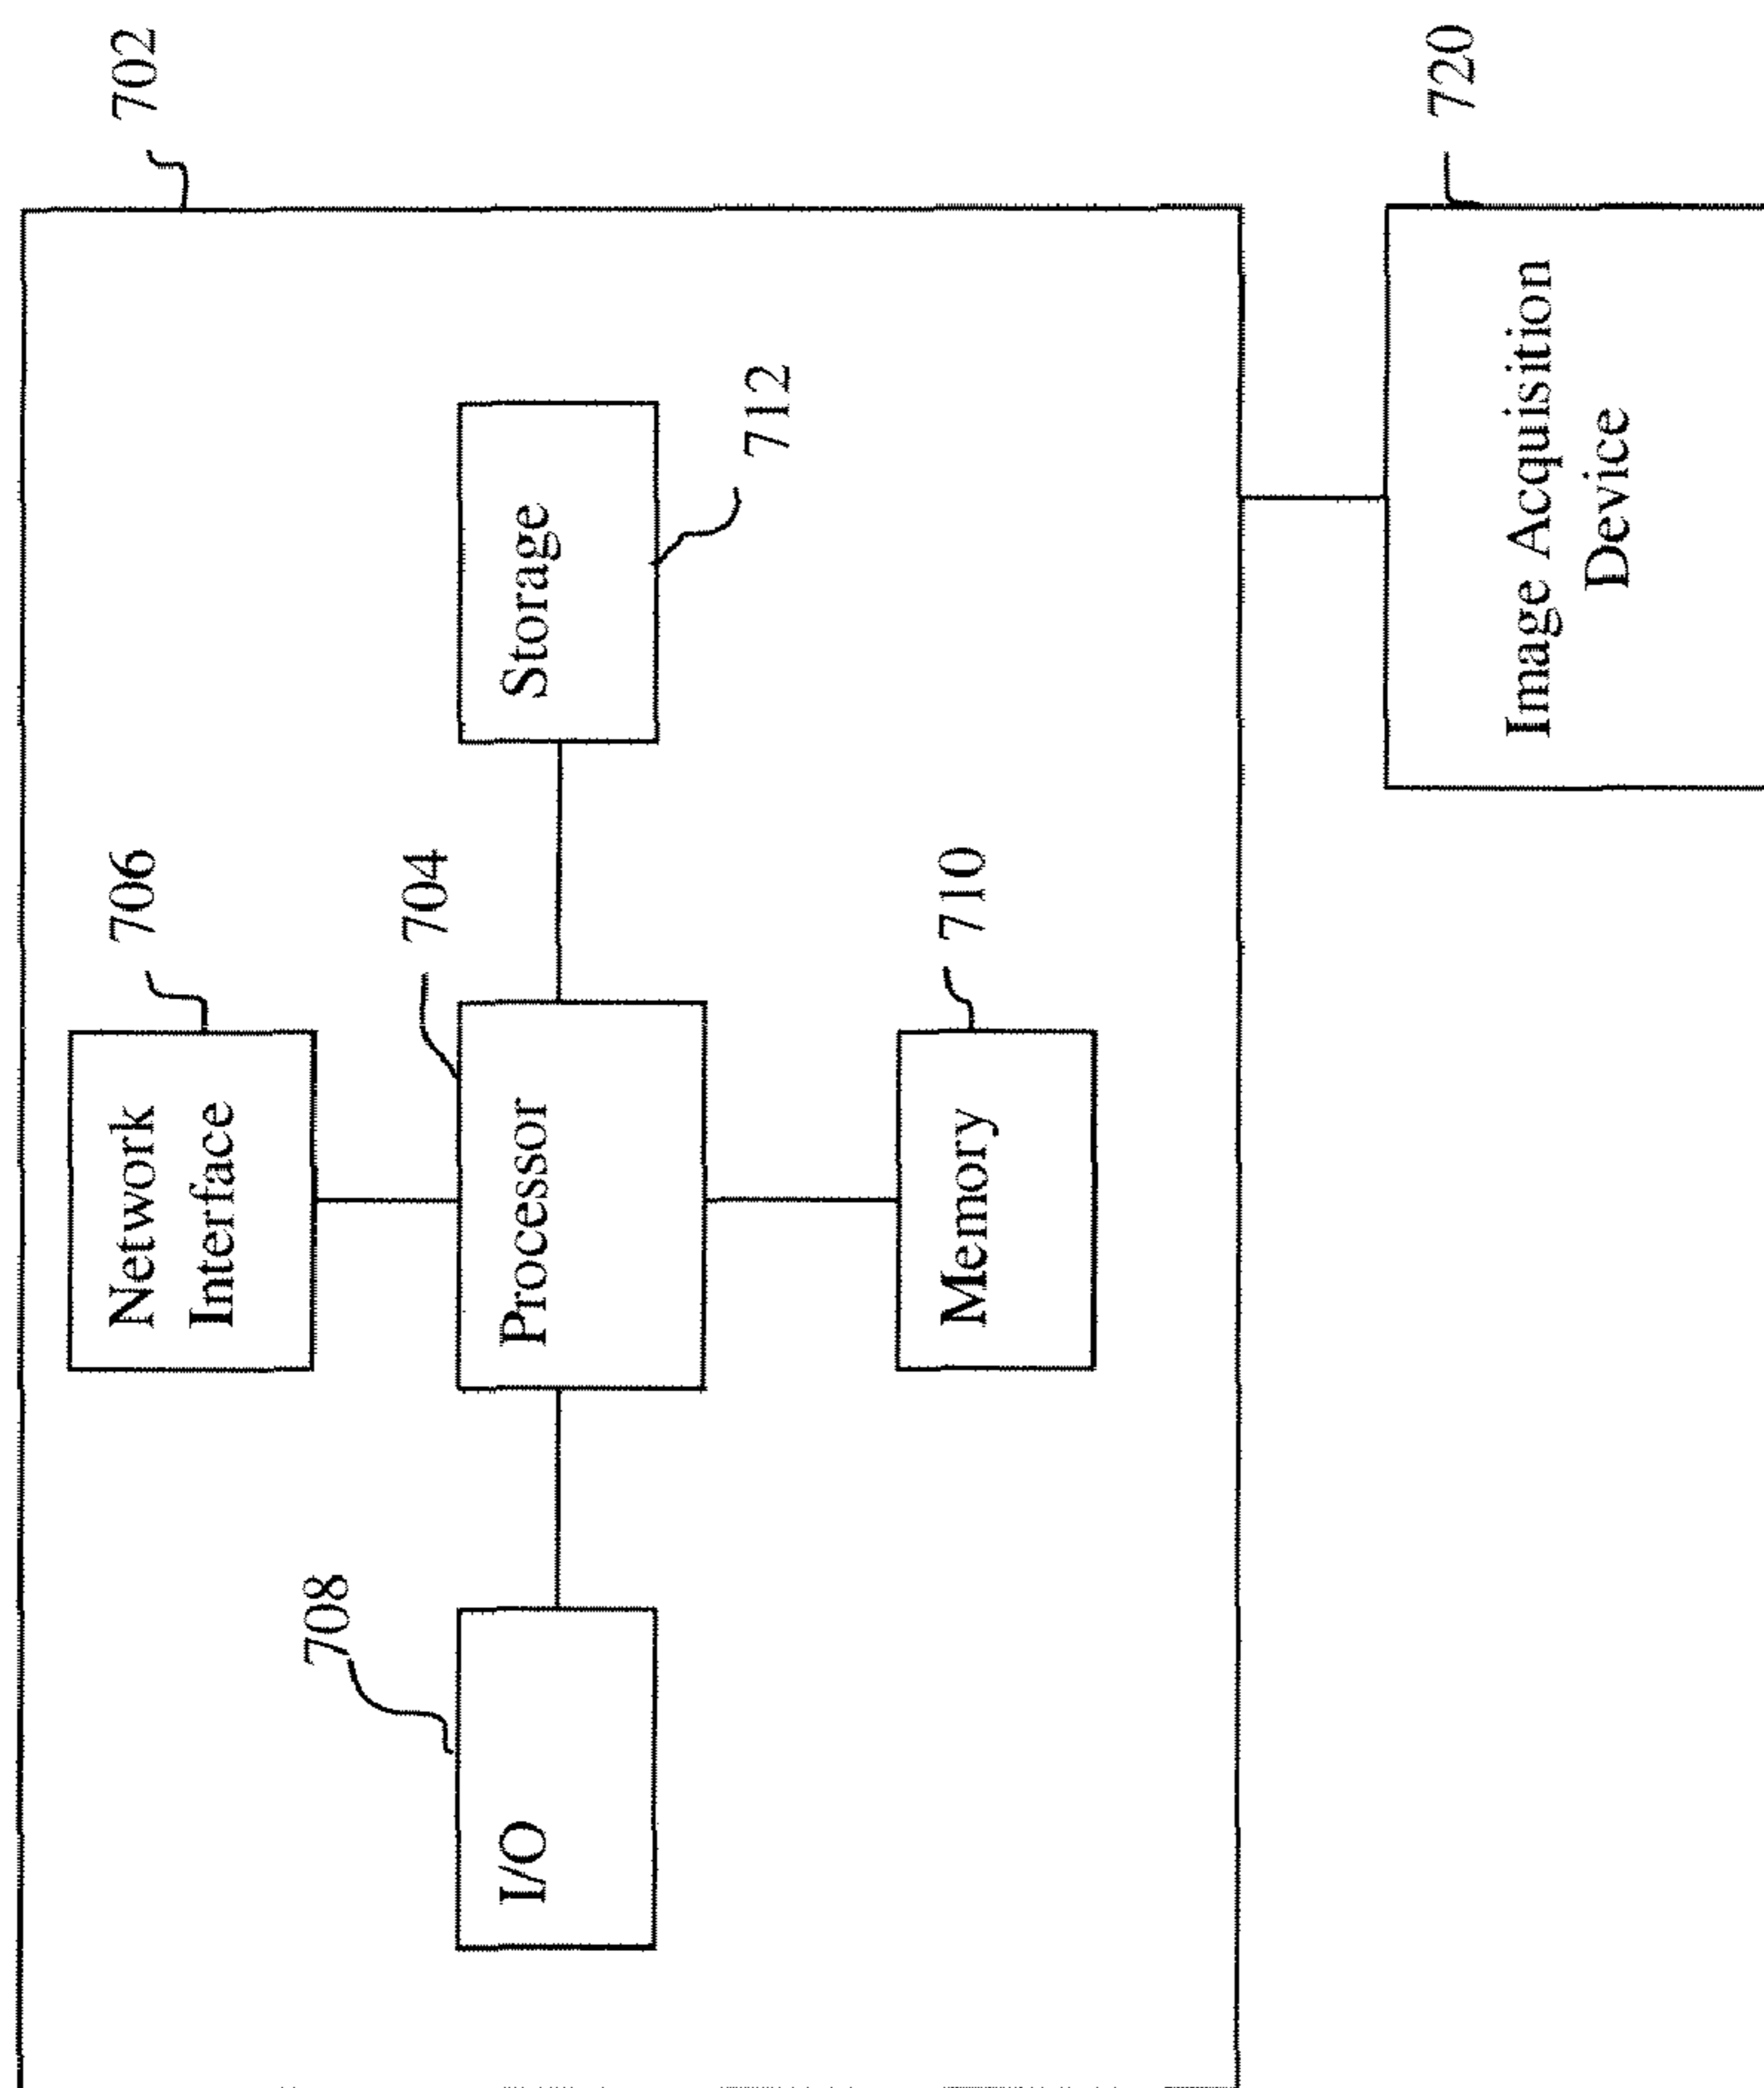 702
Network
Interface
706
708
I/O
Processor
704
Storage
712
Memory
710
720
Image Acquisition
Device